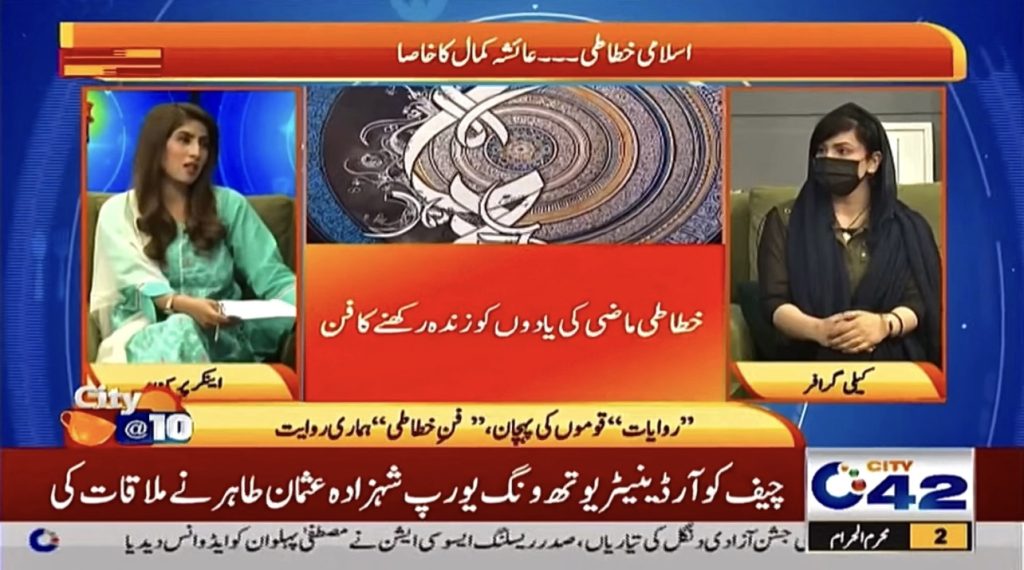 اسلامی خطاطی۔۔۔عائشہ کمال کا خاصا
خطاطی ماضی کی یادوں کو زندہ رکھنے کا فن
اینکر
کیلی گرافر
City
@10
”روایات“ قوموں کی پہچان، ”فنِ خطاطی“ ہماری روایت
چیف کوآرڈینیٹر یوتھ ونگ یورپ شہزادہ عثمان طاہر نے ملاقات کی
CITY
42
جشن آزادی دنگل کی تیاریاں، صدر ریسلنگ ایسوسی ایشن نے مصطفیٰ پہلوان کو ایڈوانس دیدیا
محرم الحرام 2